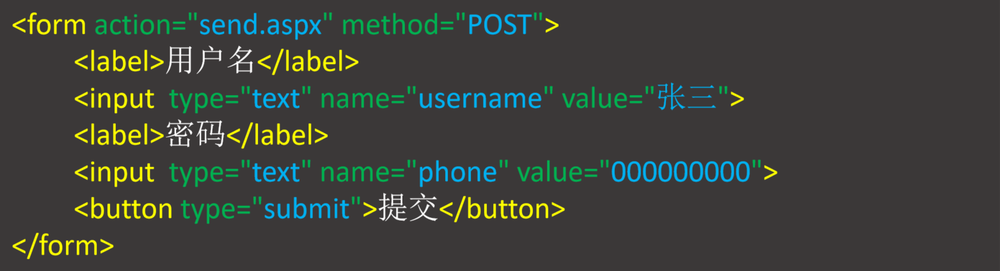 <form action="send.aspx" method="POST">
<label>用户名</label>
<input  type="text" name="username" value="张三">
<label>密码</label>
<input  type="text" name="phone" value="000000000">
<button type="submit">提交</button>
</form>